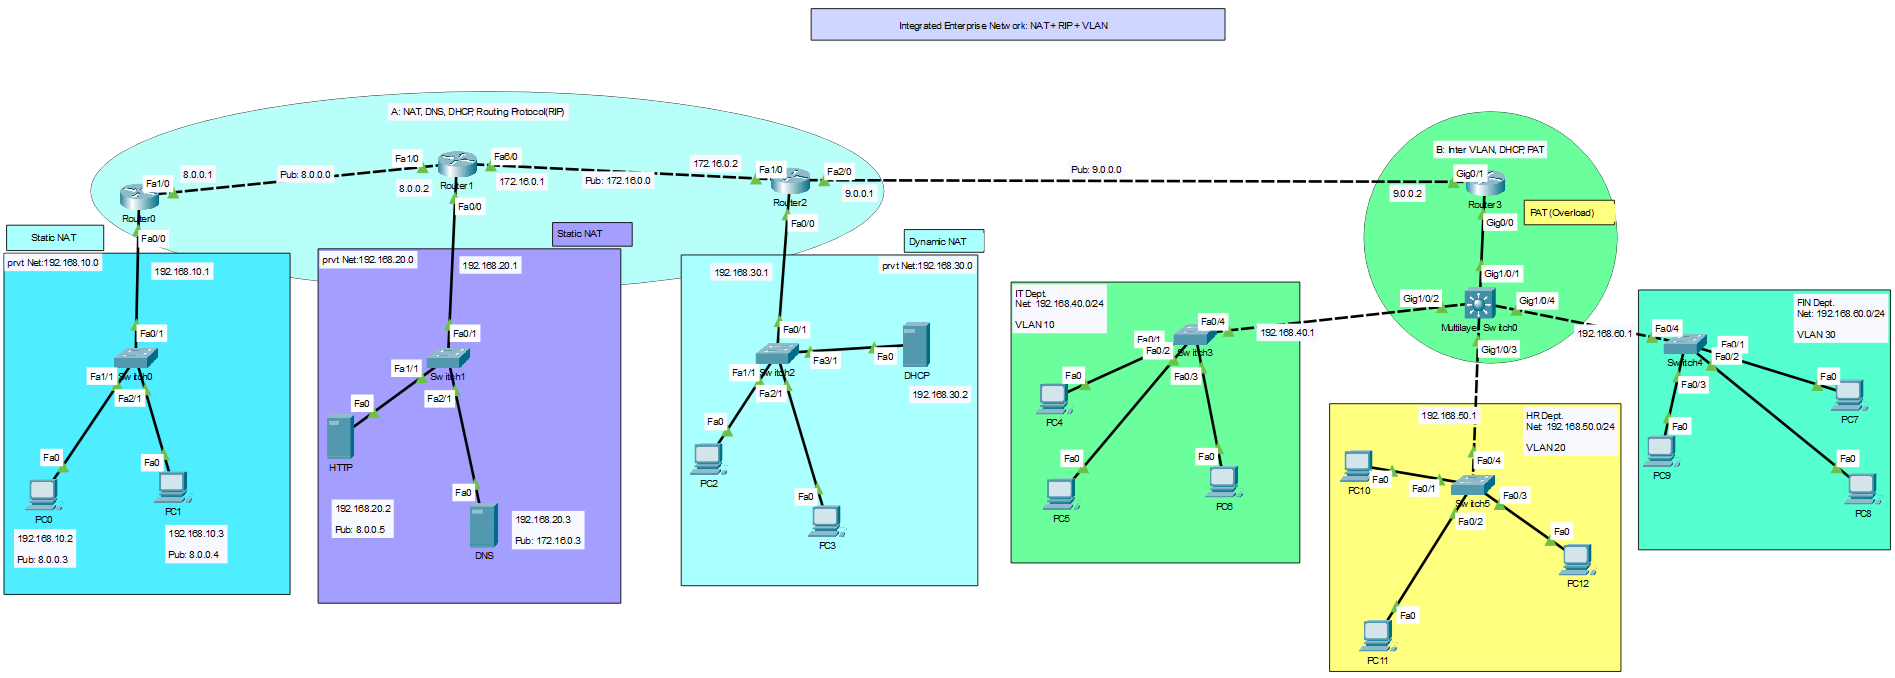 Integrated Enterprise Network: NAT + RIP + VLAN
A: NAT, DNS, DHCP, Routing Protocol(RIP)
Fa1/0
8.0.0.1
Pub: 8.0.0.0
Fa1/0
8.0.0.2
Router1
Fa6/0
172.16.0.1
Pub: 172.16.0.0
172.16.0.2
Fa1/0
Router2
Fa2/0
9.0.0.1
Pub: 9.0.0.0
B: Inter VLAN, DHCP, PAT
Gig0/1
9.0.0.2
Router3
PAT (Overload)
Gig0/0
Router0
Fa0/0
Fa0/0
Fa0/0
Static NAT
prvt Net:192.168.10.0
192.168.10.1
Fa0/1
Fa1/1
Switch0
Fa2/1
Fa0
PC0
192.168.10.2
Pub: 8.0.0.3
Fa0
PC1
192.168.10.3
Pub: 8.0.0.4
Static NAT
prvt Net:192.168.20.0
192.168.20.1
Fa0/1
Fa1/1
Switch1
Fa2/1
Fa0
HTTP
192.168.20.2
Pub: 8.0.0.5
Fa0
DNS
192.168.20.3
Pub: 172.16.0.3
Dynamic NAT
prvt Net:192.168.30.0
192.168.30.1
Fa0/1
Fa3/1
Fa1/1
Switch2
Fa2/1
Fa0
DHCP
192.168.30.2
Fa0
PC2
Fa0
PC3
Gig1/0/1
Gig1/0/2
Gig1/0/4
Multilayer Switch0
Gig1/0/3
IT Dept.
Net: 192.168.40.0/24
VLAN 10
192.168.40.1
Fa0/4
Fa0/1
Fa0/2
Switch3
Fa0/3
Fa0
PC4
Fa0
PC5
Fa0
PC6
HR Dept.
Net: 192.168.50.0/24
VLAN 20
192.168.50.1
Fa0/4
Fa0/1
Fa0/3
Switch5
Fa0/2
Fa0
PC10
Fa0
PC11
Fa0
PC12
FIN Dept.
Net: 192.168.60.0/24
VLAN 30
192.168.60.1
Fa0/4
Fa0/1
Fa0/2
Switch4
Fa0/3
Fa0
PC7
Fa0
PC8
Fa0
PC9